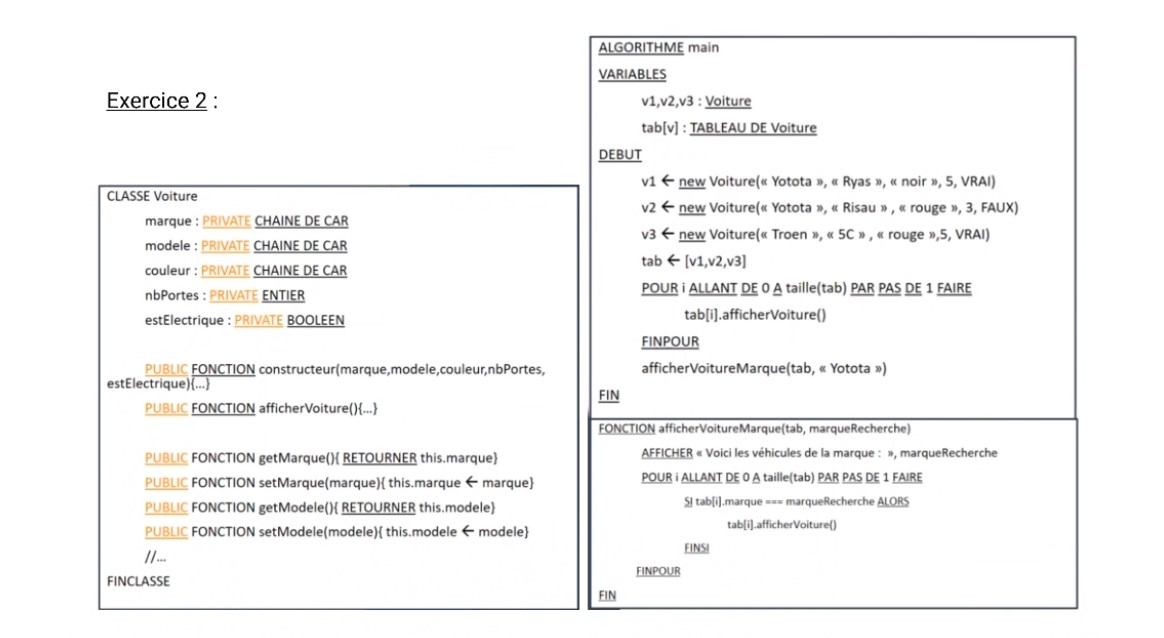 Exercice 2 :
CLASSE Voiture
marque : PRIVATE CHAINE DE CAR
modele : PRIVATE CHAINE DE CAR
couleur : PRIVATE CHAINE DE CAR
nbPortes : PRIVATE ENTIER
estElectrique : PRIVATE BOOLEEN
PUBLIC FONCTION constructeur(marque,modele,couleur,nbPortes,
estElectrique){...}
PUBLIC FONCTION afficherVoiture(){...}
PUBLIC FONCTION getMarque(){ RETOURNER this.marque}
PUBLIC FONCTION setMarque(marque){ this.marque ← marque}
PUBLIC FONCTION getModele(){ RETOURNER this.modele}
PUBLIC FONCTION setModele(modele){ this.modele ← modele}
//...
FINCLASSE
ALGORITHME main
VARIABLES
v1,v2,v3 : Voiture
tab[v] : TABLEAU DE Voiture
DEBUT
v1 ← new Voiture(« Yotota », « Ryas », « noir », 5, VRAI)
v2 ← new Voiture(« Yotota », « Risau » , « rouge », 3, FAUX)
v3 ← new Voiture(« Troen », « 5C » , « rouge »,5, VRAI)
tab ← [v1,v2,v3]
POUR i ALLANT DE 0 A taille(tab) PAR PAS DE 1 FAIRE
tab[i].afficherVoiture()
FINPOUR
afficherVoitureMarque(tab, « Yotota »)
FIN
FONCTION afficherVoitureMarque(tab, marqueRecherche)
AFFICHER « Voici les véhicules de la marque : », marqueRecherche
POUR i ALLANT DE 0 A taille(tab) PAR PAS DE 1 FAIRE
SI tab[i].marque === marqueRecherche ALORS
tab[i].afficherVoiture()
FINSI
FINPOUR
FIN